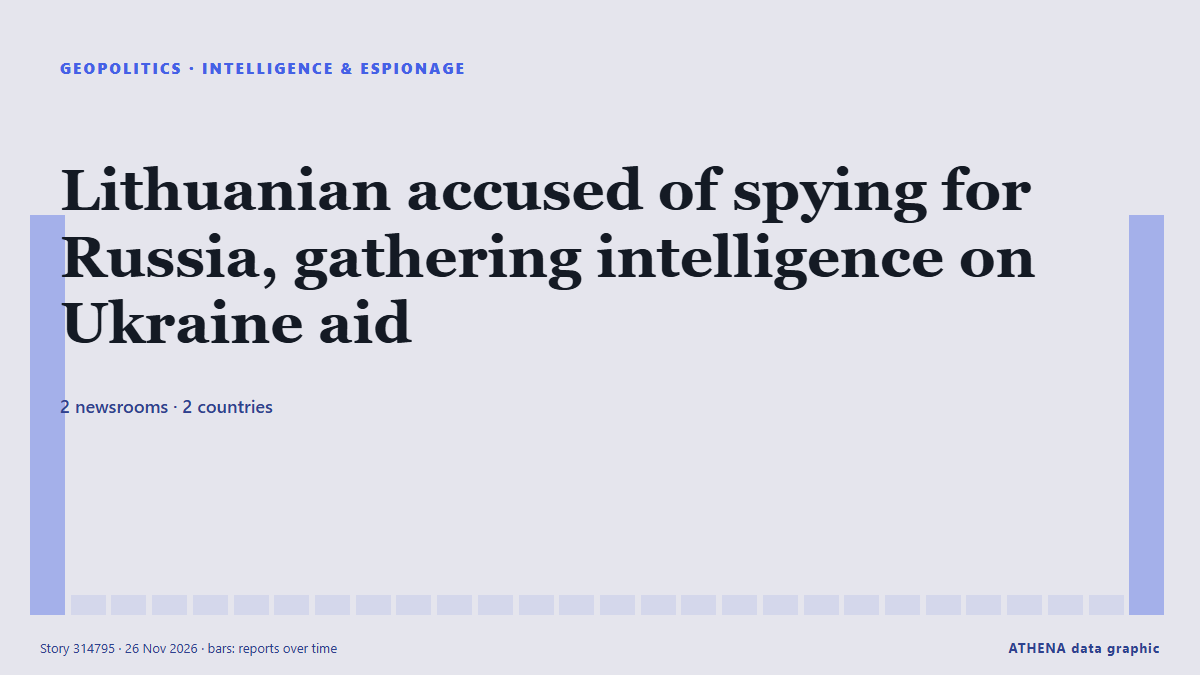 GEOPOLITICS · INTELLIGENCE & ESPIONAGE
Lithuanian accused of spying for
Russia, gathering intelligence on
Ukraine aid
2 newsrooms · 2 countries
Story 314795 · 26 Nov 2026 · bars: reports over time
ATHENA data graphic